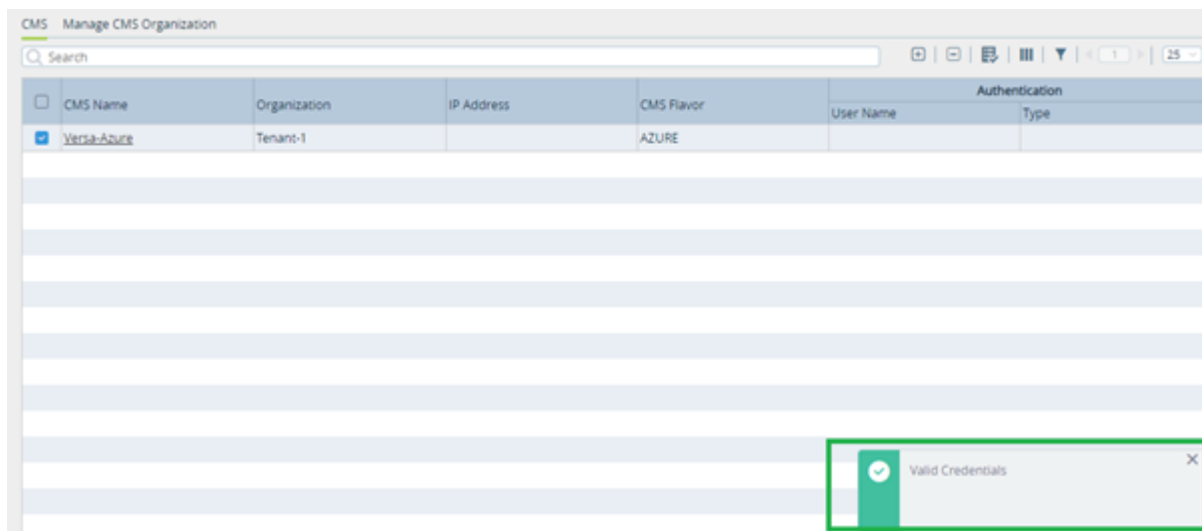 CMS Manage CMS Organization
Search
1 25
Authentication
CMS Name Organization IP Address CMS Flavor User Name Type
Versa-Azure Tenant-1 AZURE
Valid Credentials